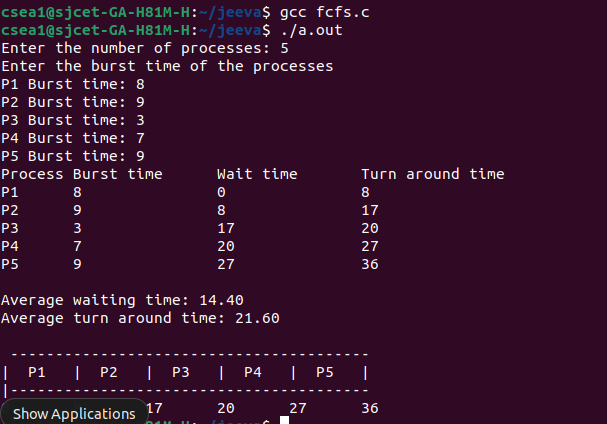 csea1@sjcet-GA-H81M-H:~/jeeva$ gcc fcfs.c
csea1@sjcet-GA-H81M-H:~/jeeva$ ./a.out
Enter the number of processes: 5
Enter the burst time of the processes
P1 Burst time: 8
P2 Burst time: 9
P3 Burst time: 3
P4 Burst time: 7
P5 Burst time: 9
Process Burst time      Wait time       Turn around time
P1      8               0               8
P2      9               8               17
P3      3               17              20
P4      7               20              27
P5      9               27              36

Average waiting time: 14.40
Average turn around time: 21.60

 ----------------------------------------
|  P1   |  P2   |  P3   |  P4   |  P5   |
|----------------------------------------
Show Applications 17      20      27      36